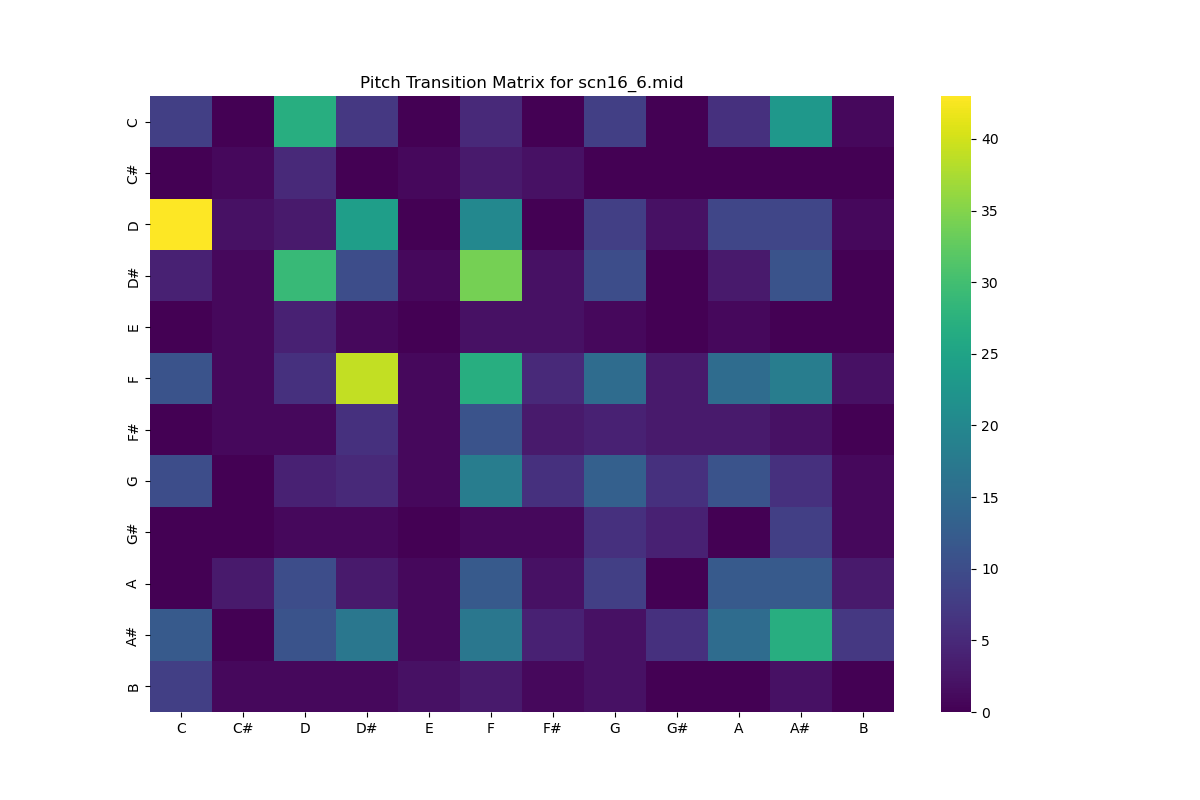 Pitch Transition Matrix for scn16_6.mid
C
C#
D
D#
E
F
F#
G
G#
A
A#
B
C C# D D# E F F# G G# A A# B
40
35
30
25
20
15
10
5
0